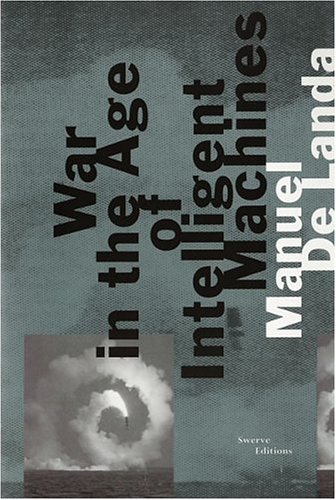 War
in the Age
of
Intelligent
Machines
Manuel
De Landa
Swerve
Editions